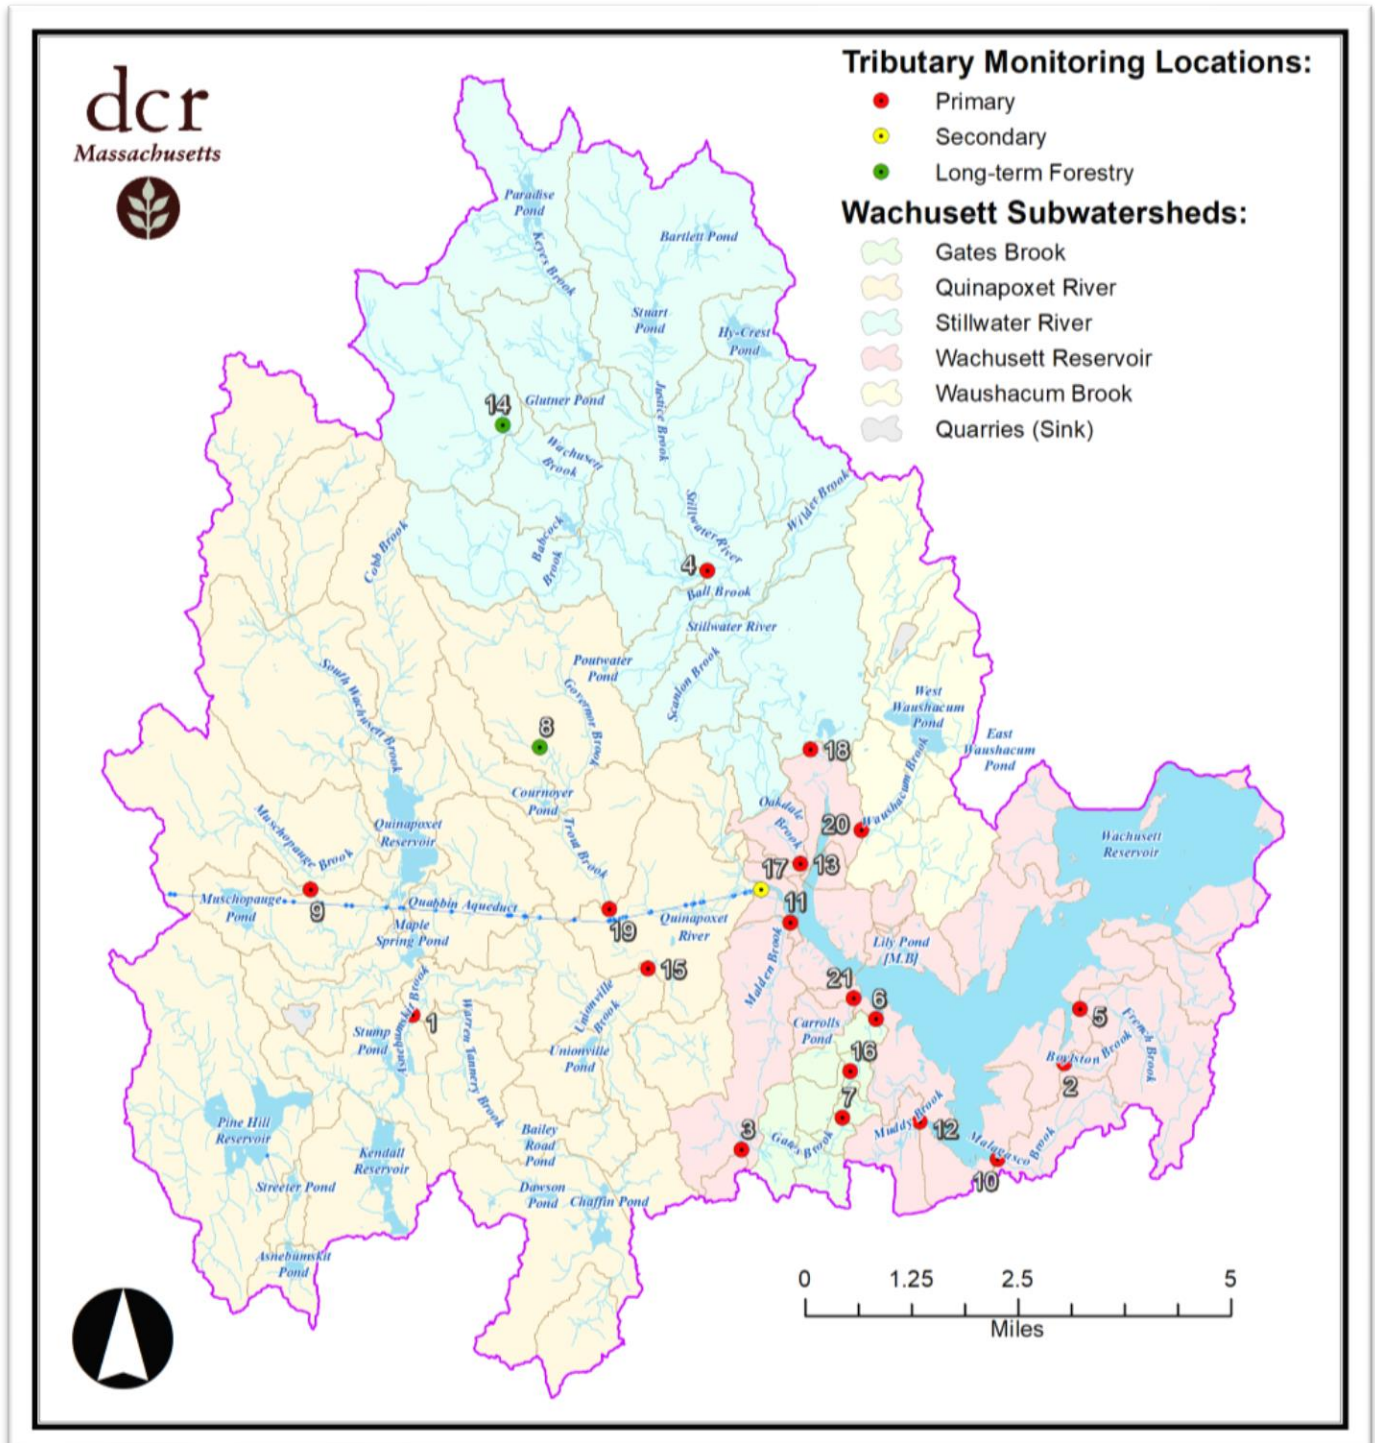 dcr
Massachusetts
Tributary Monitoring Locations:
Primary
Secondary
Long-term Forestry
Wachusett Subwatersheds:
Gates Brook
Quinapoxet River
Stillwater River
Wachusett Reservoir
Waushacum Brook
Quarries (Sink)
Paradise
Pond
Keyes Brook
Bartlett Pond
Stuart
Pond
Hy-Crest
Pond
Justice Brook
14
Glutner Pond
Wachusett
Brook
Stillwater River
Wilder Brook
Cobb Brook
Babcock
Brook
4
Ball Brook
Stillwater River
Scanlon Brook
Poutwater
Pond
Governor Brook
South Wachusett Brook
8
West
Waushacum
Pond
East
Waushacum
Pond
Waushacum Brook
18
Cournoyer
Pond
Trout Brook
Oakdale
Brook
20
Quinapoxet
Reservoir
Muschopauge Brook
Wachusett
Reservoir
17
13
9
Muschopauge
Pond
Quabbin Aqueduct
Maple
Spring Pond
19
Quinapoxet
River
11
Lily Pond
[M.B]
15
Malden Brook
21
6
Carrolls
Pond
5
French Brook
Boylston Brook
2
Asnebumskit Brook
1
Stump
Pond
Warren Tannery Brook
Unionville
Brook
Unionville
Pond
16
7
Gates Brook
3
Muddy Brook
12
Malagasco Brook
10
Pine Hill
Reservoir
Kendall
Reservoir
Bailey
Road
Pond
Streeter Pond
Dawson
Pond
Chaffin Pond
Asnebumskit
Pond
0
1.25
2.5
5
Miles